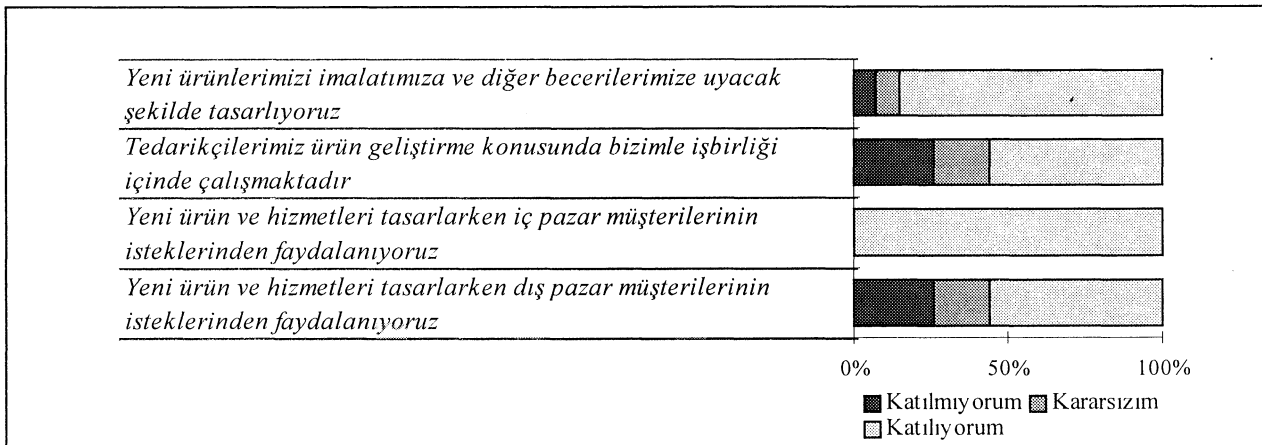 Yeni ürünlerimizi imalatımıza ve diğer becerilerimize uyacak
şekilde tasarlıyoruz
Tedarikçilerimiz ürün geliştirme konusunda bizimle işbirliği
içinde çalışmaktadır
Yeni ürün ve hizmetleri tasarlarken iç pazar müşterilerinin
isteklerinden faydalanıyoruz
Yeni ürün ve hizmetleri tasarlarken dış pazar müşterilerinin
isteklerinden faydalanıyoruz
0% 50% 100%
Katılmıyorum Kararsızım
Katılıyorum